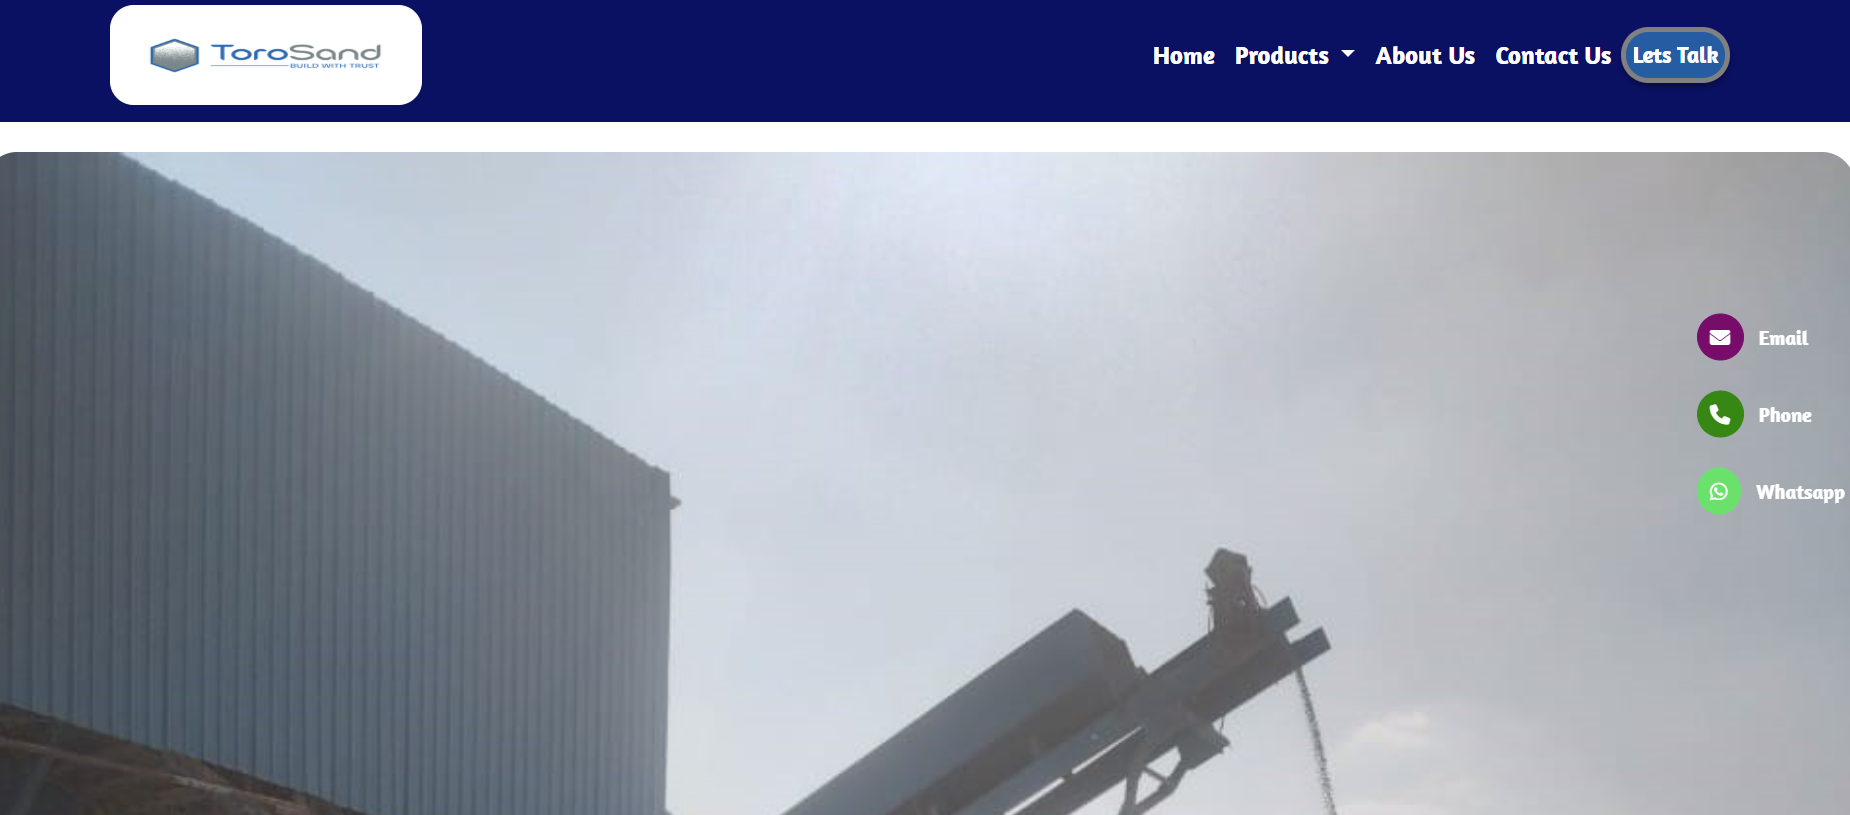 ToroSand
BUILD WITH TRUST
Home
Products
About Us
Contact Us
Lets Talk
Email
Phone
Whatsapp